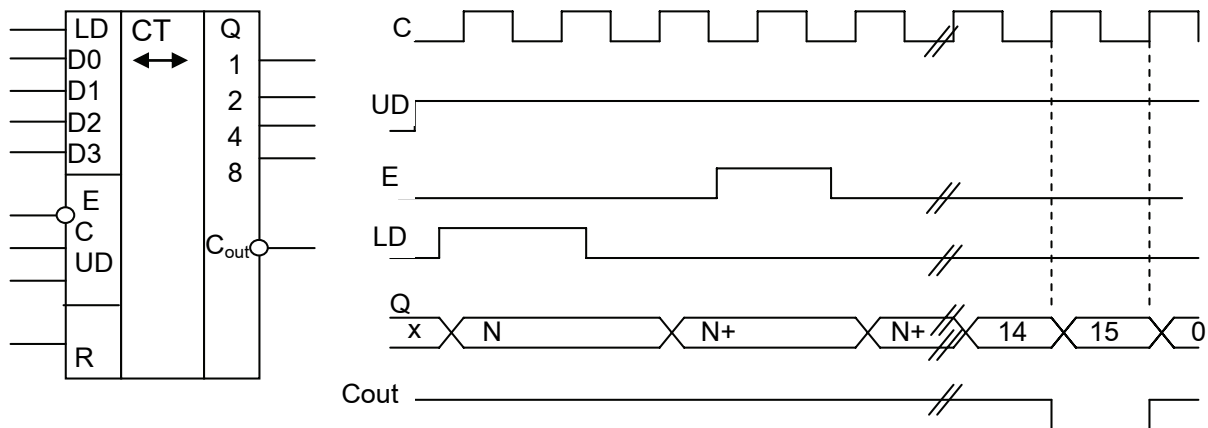 LD CT Q
D0 1
D1 2
D2 4
D3 8
E
C
UD
Cout
R
C
UD
E
LD
Q
x N N+ N+ 14 15 0
Cout